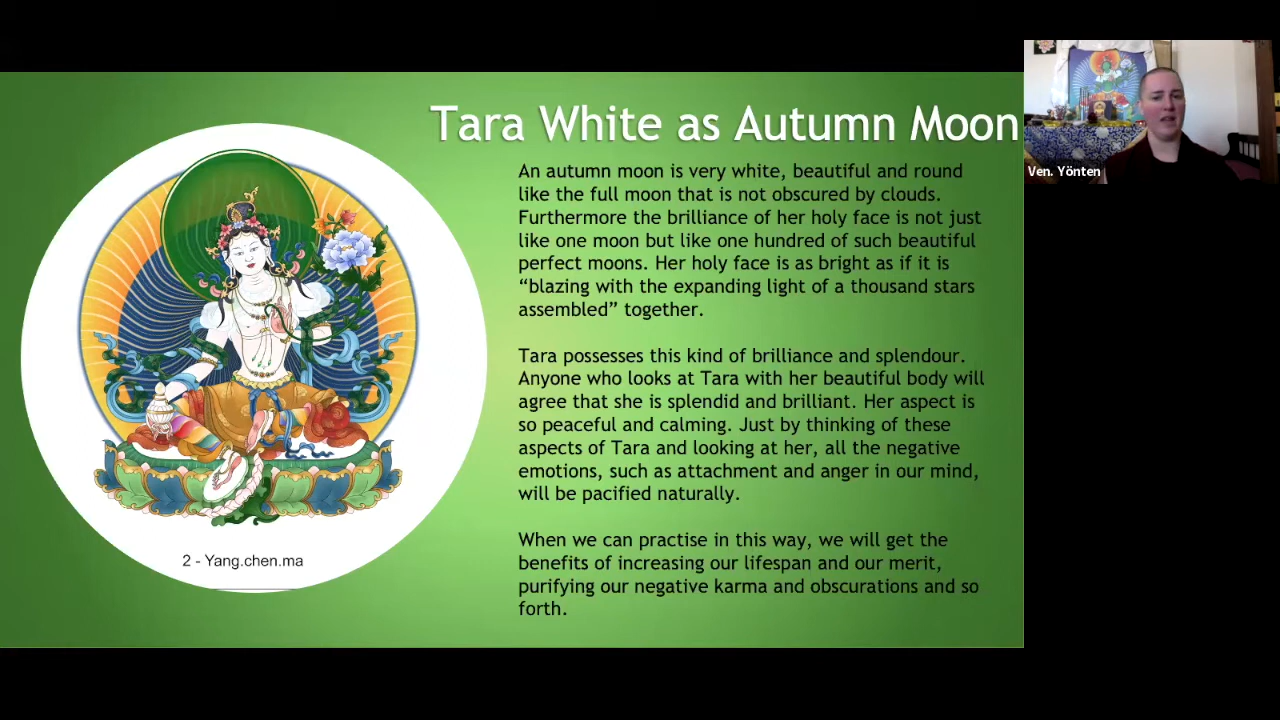 Tara White as Autumn Moon
An autumn moon is very white, beautiful and round
like the full moon that is not obscured by clouds.
Furthermore the brilliance of her holy face is not just
like one moon but like one hundred of such beautiful
perfect moons. Her holy face is as bright as if it is
“blazing with the expanding light of a thousand stars
assembled” together.
Tara possesses this kind of brilliance and splendour.
Anyone who looks at Tara with her beautiful body will
agree that she is splendid and brilliant. Her aspect is
so peaceful and calming. Just by thinking of these
aspects of Tara and looking at her, all the negative
emotions, such as attachment and anger in our mind,
will be pacified naturally.
When we can practise in this way, we will get the
benefits of increasing our lifespan and our merit,
purifying our negative karma and obscurations and so
forth.
2 - Yang.chen.ma
Ven. Yönten